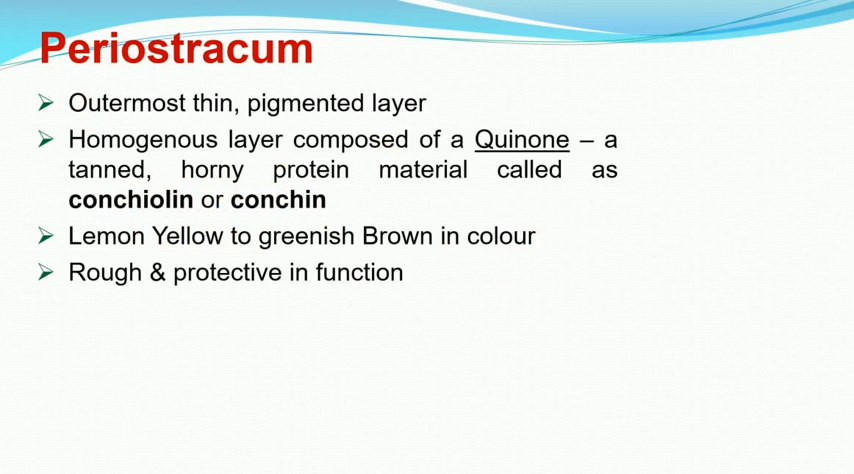 Periostracum
Outermost thin, pigmented layer
Homogenous layer composed of a Quinone – a
tanned, horny protein material called as
conchiolin or conchin
Lemon Yellow to greenish Brown in colour
Rough & protective in function